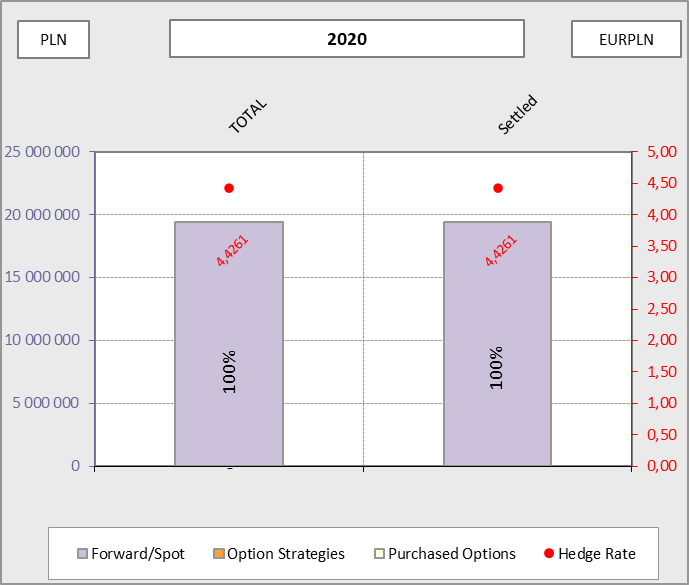 PLN
2020
EURPLN
TOTAL
Settled
25 000 000
20 000 000
15 000 000
10 000 000
5 000 000
0
5,00
4,50
4,00
3,50
3,00
2,50
2,00
1,50
1,00
0,50
0,00
4,4261
4,4261
100%
100%
-
Forward/Spot
Option Strategies
Purchased Options
Hedge Rate